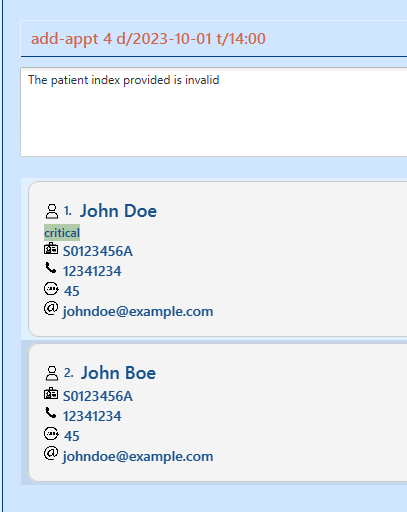 add-appt 4 d/2023-10-01 t/14:00
The patient index provided is invalid
1. John Doe
critical
S0123456A
12341234
45
johndoe@example.com
2. John Boe
S0123456A
12341234
45
johndoe@example.com